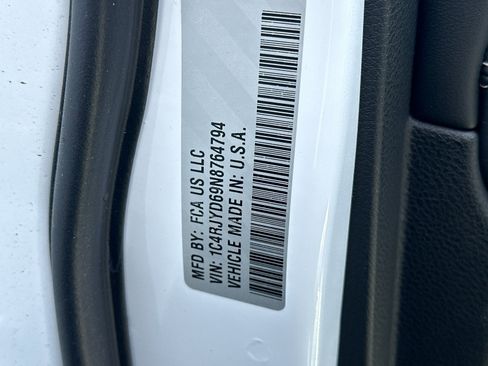 MFD BY: FCA US LLC
VIN: 1C4RJYD69N8764794
VEHICLE MADE IN: U.S.A.